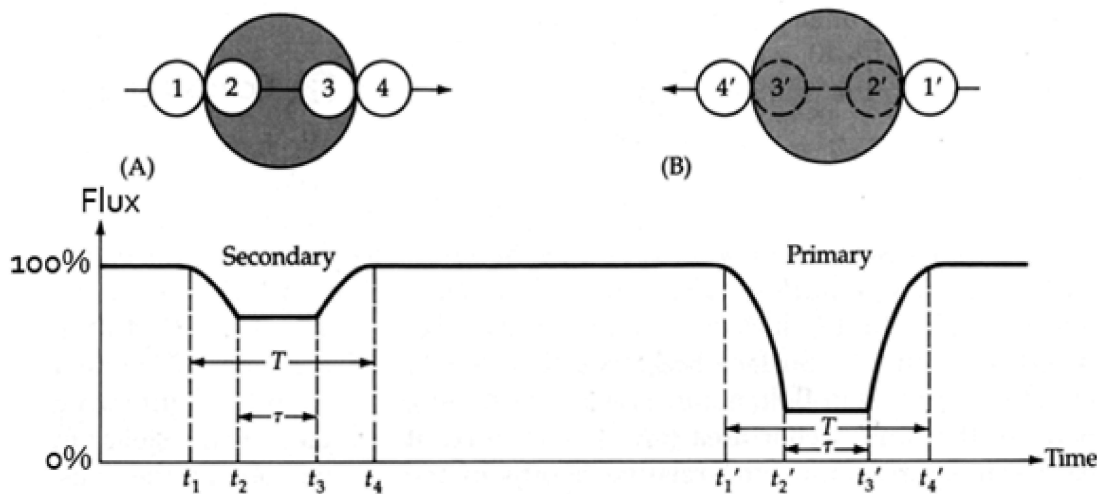 1 2 3 4
4′ 3′ 2′ 1′
(A)
(B)
Flux
100%
Secondary
Primary
T
τ
T
τ
0%
t₁ t₂ t₃ t₄ t₁′ t₂′ t₃′ t₄′
Time